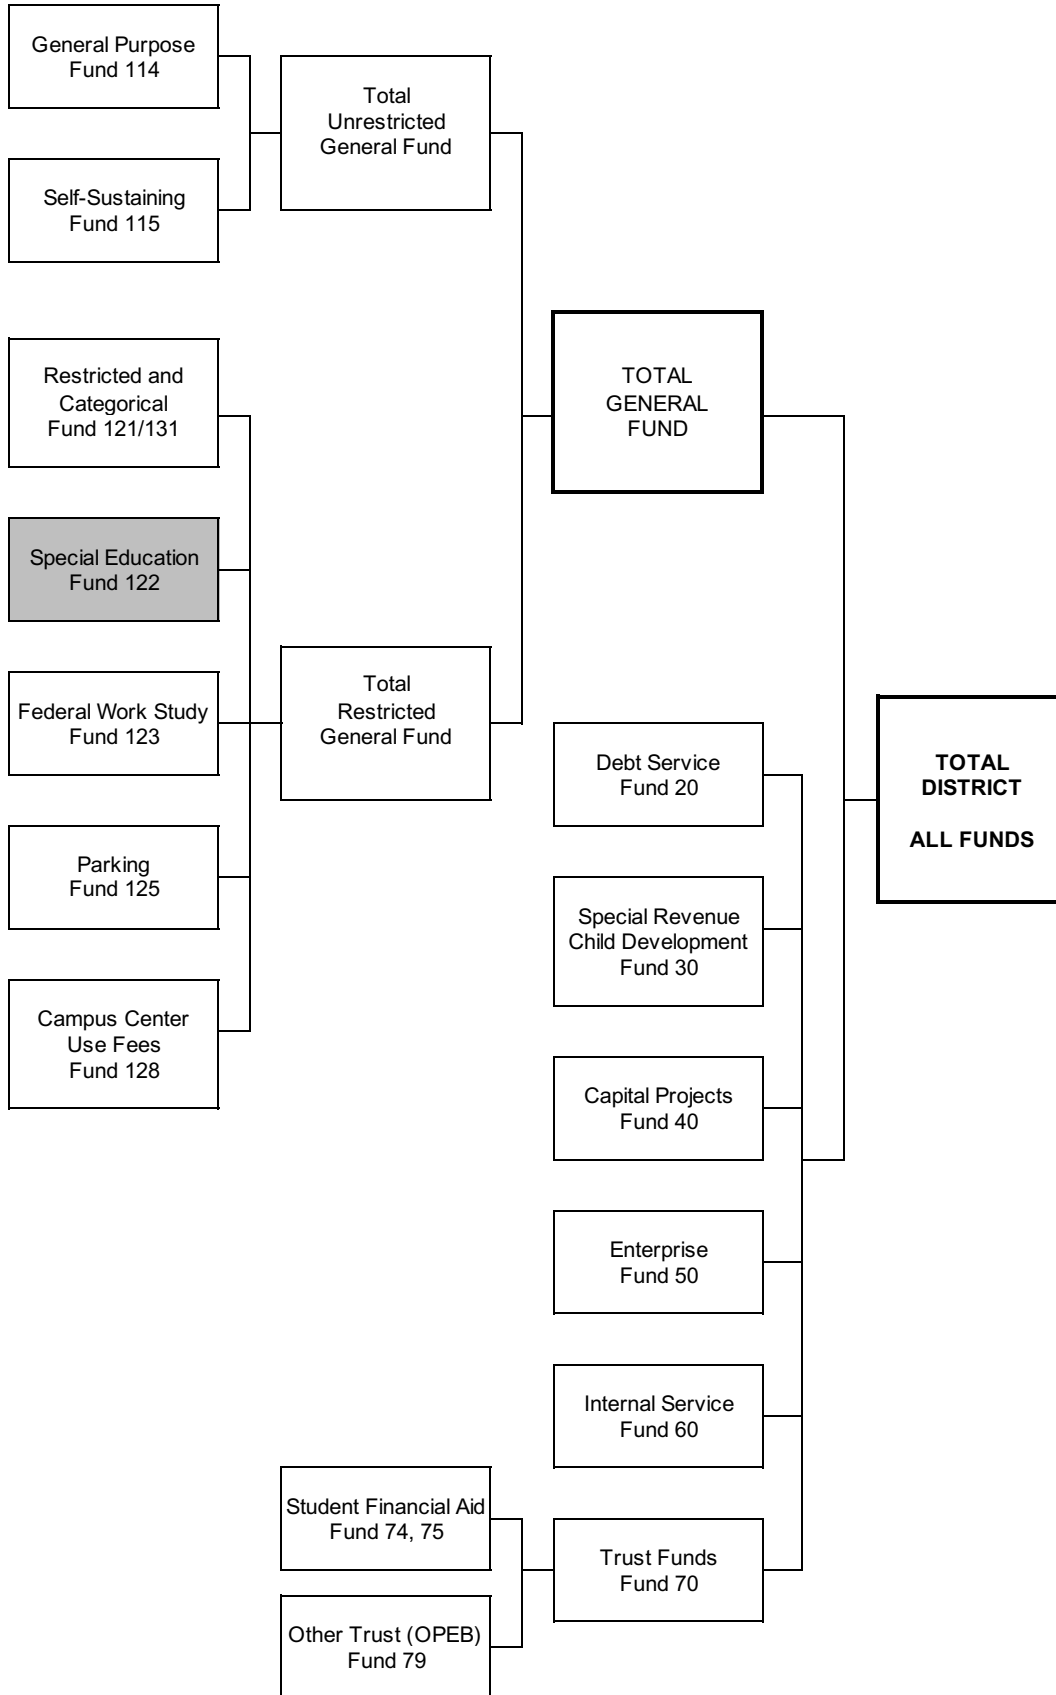 General Purpose
Fund 114
Total
Unrestricted
General Fund
Self-Sustaining
Fund 115
Restricted and
Categorical
Fund 121/131
TOTAL
GENERAL
FUND
Special Education
Fund 122
Federal Work Study
Fund 123
Total
Restricted
General Fund
Debt Service
Fund 20
TOTAL
DISTRICT
ALL FUNDS
Parking
Fund 125
Special Revenue
Child Development
Fund 30
Campus Center
Use Fees
Fund 128
Capital Projects
Fund 40
Enterprise
Fund 50
Internal Service
Fund 60
Student Financial Aid
Fund 74, 75
Trust Funds
Fund 70
Other Trust (OPEB)
Fund 79